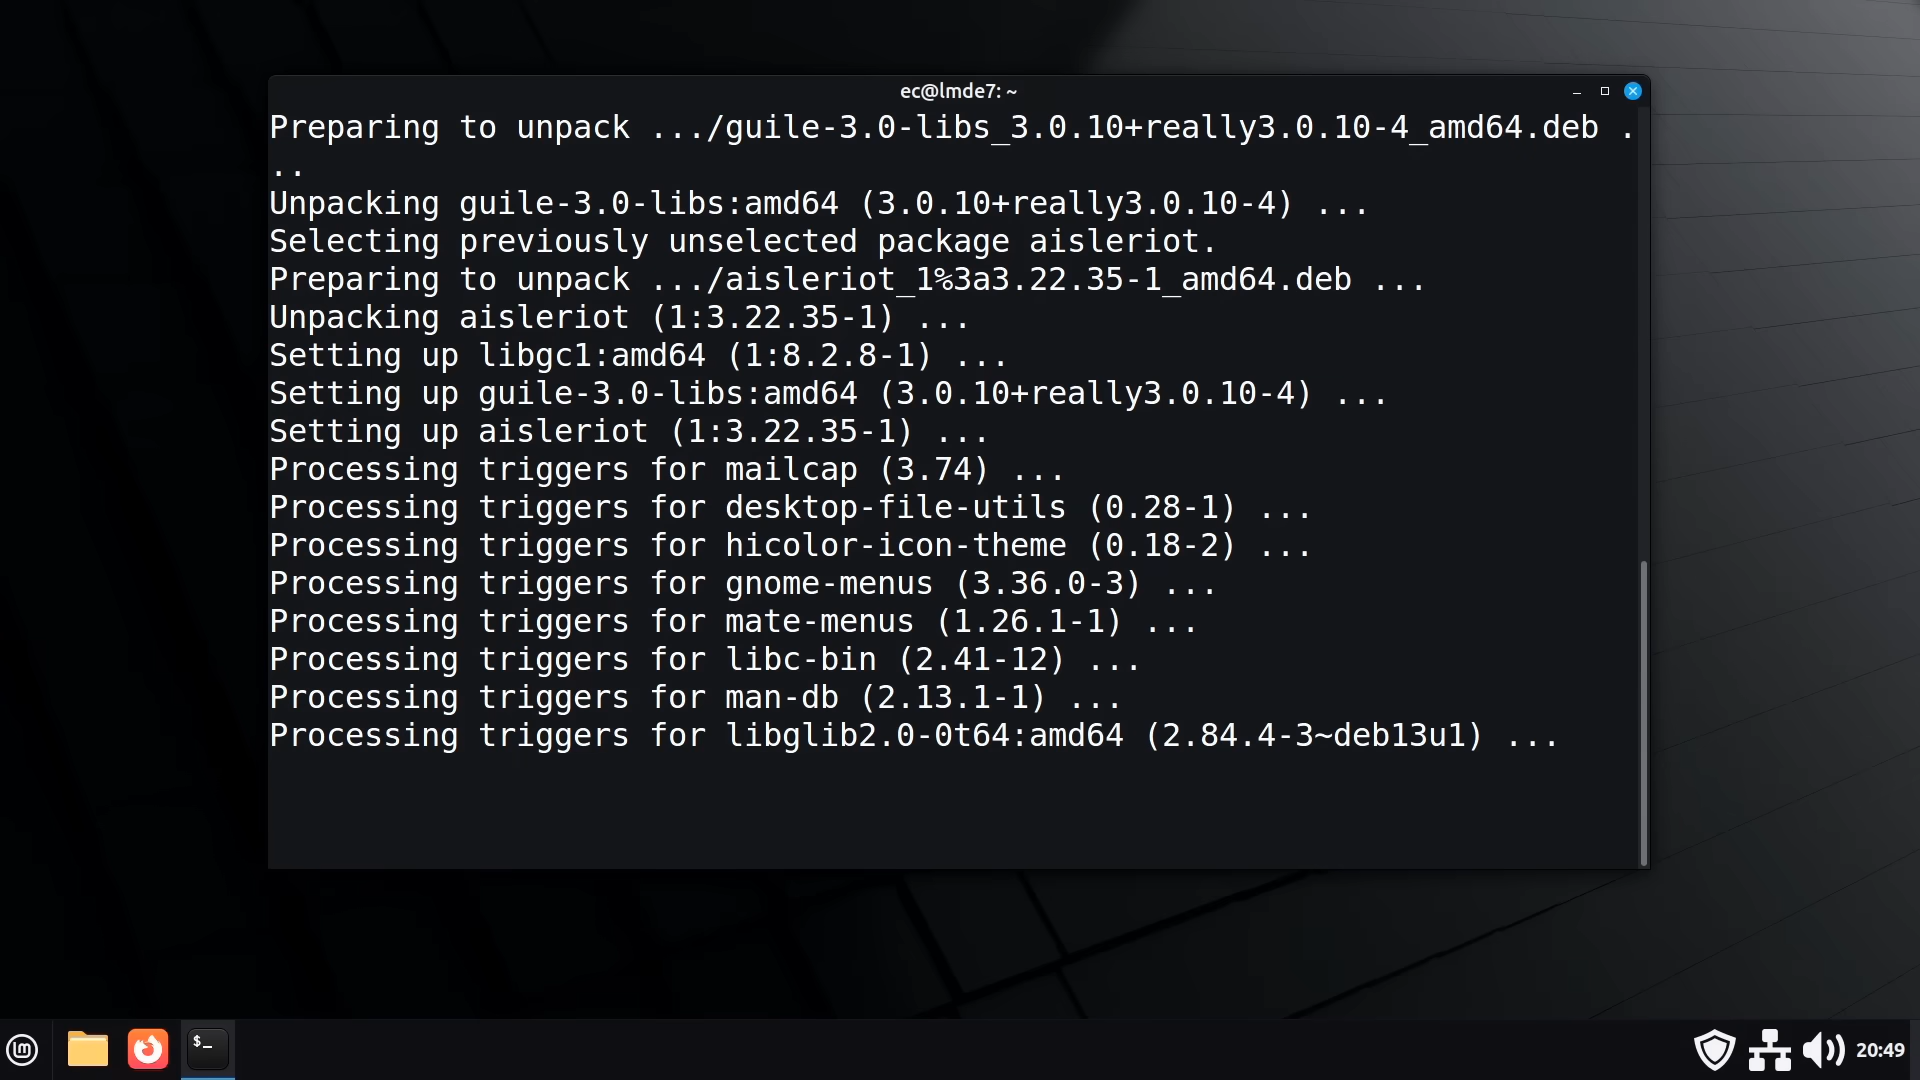 ec@lmde7: ~
Preparing to unpack .../guile-3.0-libs_3.0.10+really3.0.10-4_amd64.deb .
..
Unpacking guile-3.0-libs:amd64 (3.0.10+really3.0.10-4) ...
Selecting previously unselected package aisleriot.
Preparing to unpack .../aisleriot_1%3a3.22.35-1_amd64.deb ...
Unpacking aisleriot (1:3.22.35-1) ...
Setting up libgc1:amd64 (1:8.2.8-1) ...
Setting up guile-3.0-libs:amd64 (3.0.10+really3.0.10-4) ...
Setting up aisleriot (1:3.22.35-1) ...
Processing triggers for mailcap (3.74) ...
Processing triggers for desktop-file-utils (0.28-1) ...
Processing triggers for hicolor-icon-theme (0.18-2) ...
Processing triggers for gnome-menus (3.36.0-3) ...
Processing triggers for mate-menus (1.26.1-1) ...
Processing triggers for libc-bin (2.41-12) ...
Processing triggers for man-db (2.13.1-1) ...
Processing triggers for libglib2.0-0t64:amd64 (2.84.4-3~deb13u1) ...
lm
$_
20:49